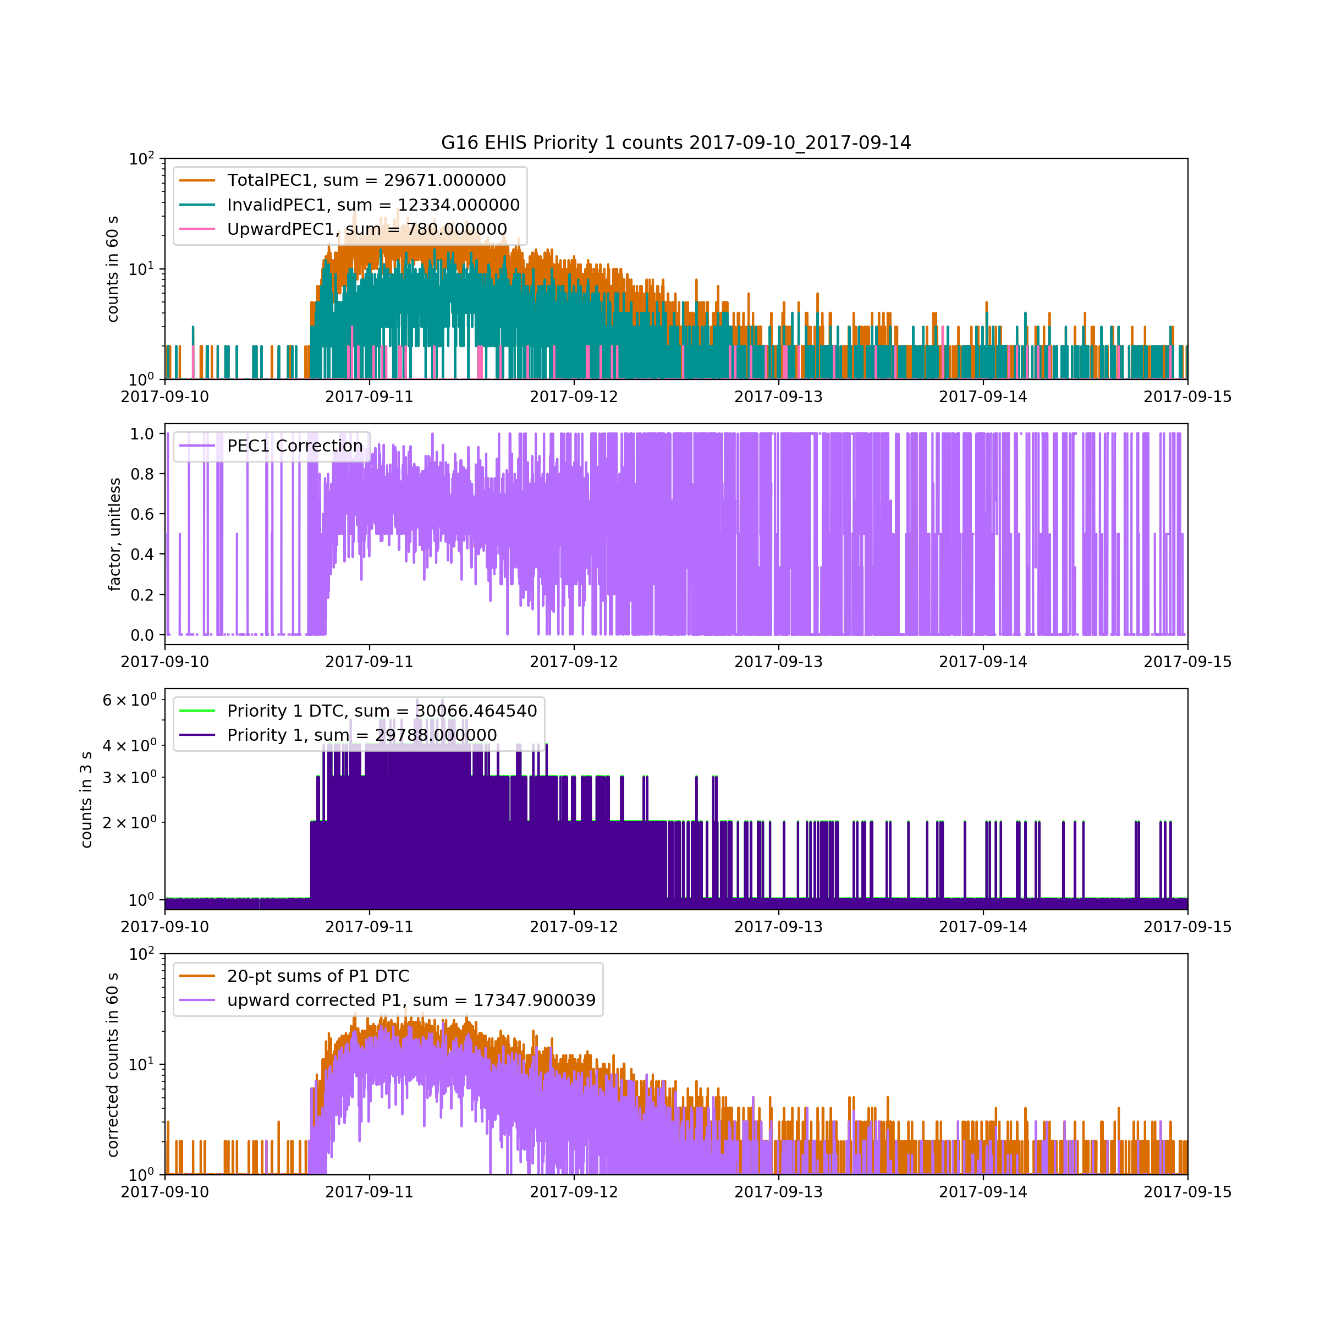 G16 EHIS Priority 1 counts 2017-09-10_2017-09-14
10²
10¹
10⁰
counts in 60 s
TotalPEC1, sum = 29671.000000
InvalidPEC1, sum = 12334.000000
UpwardPEC1, sum = 780.000000
2017-09-10 2017-09-11 2017-09-12 2017-09-13 2017-09-14 2017-09-15
1.0
0.8
0.6
0.4
0.2
0.0
factor, unitless
PEC1 Correction
2017-09-10 2017-09-11 2017-09-12 2017-09-13 2017-09-14 2017-09-15
6 × 10⁰
4 × 10⁰
3 × 10⁰
2 × 10⁰
10⁰
counts in 3 s
Priority 1 DTC, sum = 30066.464540
Priority 1, sum = 29788.000000
2017-09-10 2017-09-11 2017-09-12 2017-09-13 2017-09-14 2017-09-15
10²
10¹
10⁰
corrected counts in 60 s
20-pt sums of P1 DTC
upward corrected P1, sum = 17347.900039
2017-09-10 2017-09-11 2017-09-12 2017-09-13 2017-09-14 2017-09-15